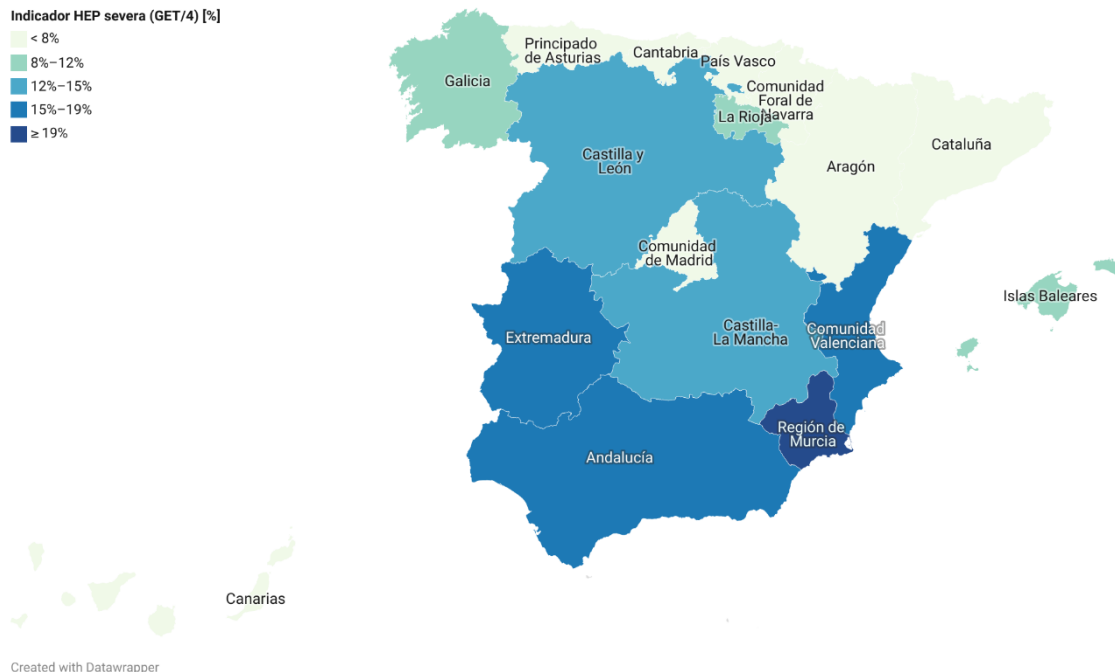 Indicador HEP severa (GET/4) [%]
< 8%
8%–12%
12%–15%
15%–19%
≥ 19%
Principado
de Asturias
Cantabria
País Vasco
Galicia
Comunidad
Foral de
Navarra
La Rioja
Cataluña
Castilla y
León
Aragón
Comunidad
de Madrid
Islas Baleares
Extremadura
Castilla-
La Mancha
Comunidad
Valenciana
Región de
Murcia
Andalucía
Canarias
Created with Datawrapper